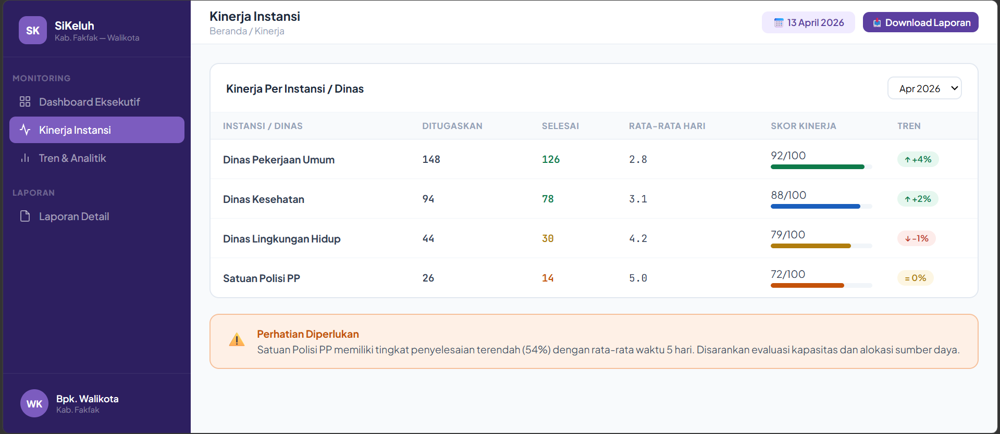 SK
SiKeluh
Kab. Fakfak — Walikota
MONITORING
Dashboard Eksekutif
Kinerja Instansi
Tren & Analitik
LAPORAN
Laporan Detail
WK
Bpk. Walikota
Kab. Fakfak
Kinerja Instansi
Beranda / Kinerja
13 April 2026
Download Laporan
Kinerja Per Instansi / Dinas
Apr 2026
INSTANSI / DINAS DITUGASKAN SELESAI RATA-RATA HARI SKOR KINERJA TREN
Dinas Pekerjaan Umum 148 126 2.8 92/100 ↑ +4%
Dinas Kesehatan 94 78 3.1 88/100 ↑ +2%
Dinas Lingkungan Hidup 44 30 4.2 79/100 ↓ -1%
Satuan Polisi PP 26 14 5.0 72/100 = 0%
Perhatian Diperlukan
Satuan Polisi PP memiliki tingkat penyelesaian terendah (54%) dengan rata-rata waktu 5 hari. Disarankan evaluasi kapasitas dan alokasi sumber daya.